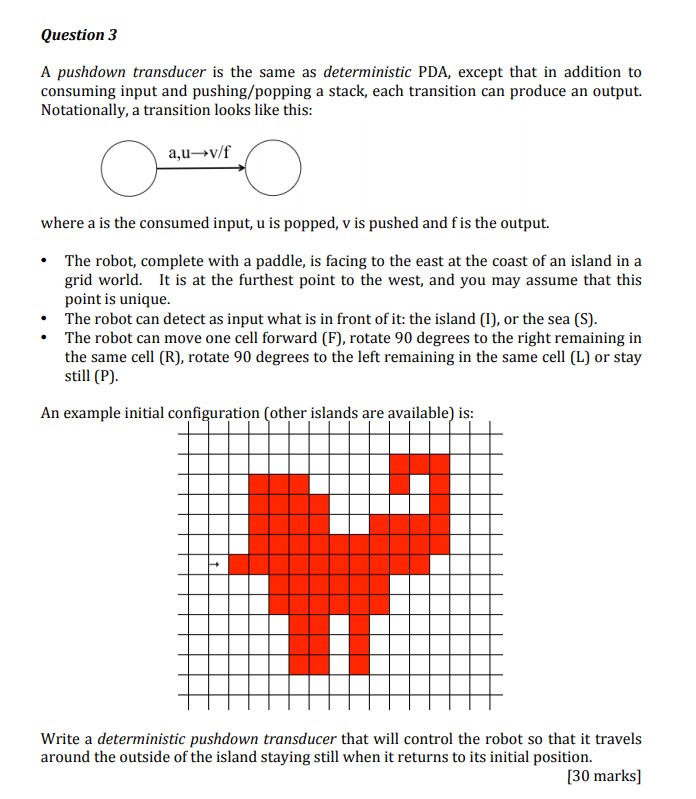 Question 3
A pushdown transducer is the same as deterministic PDA, except that in addition to
consuming input and pushing/popping a stack, each transition can produce an output.
Notationally, a transition looks like this:
a,u→v/f
where a is the consumed input, u is popped, v is pushed and f is the output.
• The robot, complete with a paddle, is facing to the east at the coast of an island in a
grid world. It is at the furthest point to the west, and you may assume that this
point is unique.
• The robot can detect as input what is in front of it: the island (I), or the sea (S).
• The robot can move one cell forward (F), rotate 90 degrees to the right remaining in
the same cell (R), rotate 90 degrees to the left remaining in the same cell (L) or stay
still (P).
An example initial configuration (other islands are available) is:
→
Write a deterministic pushdown transducer that will control the robot so that it travels
around the outside of the island staying still when it returns to its initial position.
[30 marks]